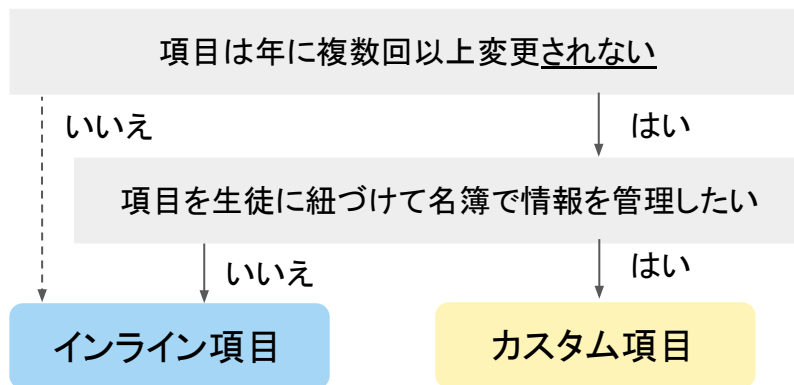 項目は年に複数回以上変更されない
いいえ
はい
項目を生徒に紐づけて名簿で情報を管理したい
いいえ
はい
インライン項目
カスタム項目